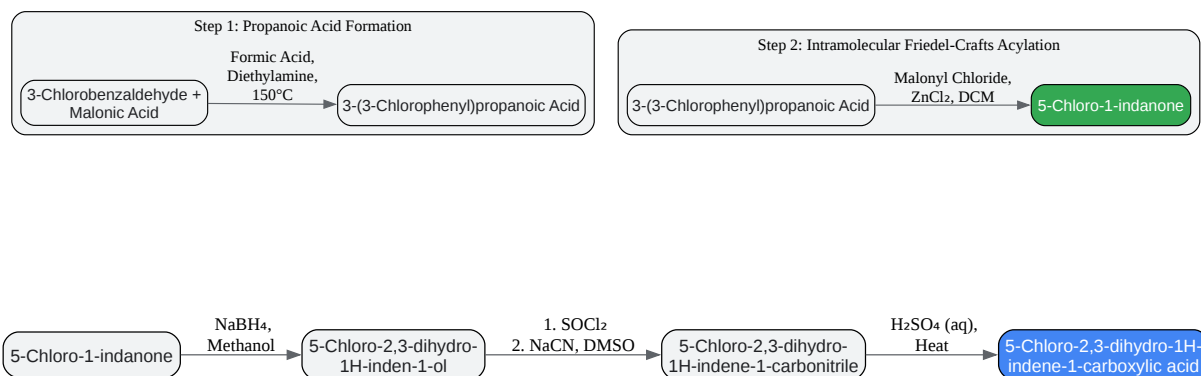 Step 1: Propanoic Acid Formation
Formic Acid,
Diethylamine,
150°C
3-Chlorobenzaldehyde +
Malonic Acid
3-(3-Chlorophenyl)propanoic Acid
Step 2: Intramolecular Friedel-Crafts Acylation
Malonyl Chloride,
ZnCl₂, DCM
3-(3-Chlorophenyl)propanoic Acid
5-Chloro-1-indanone
5-Chloro-1-indanone
NaBH₄,
Methanol
5-Chloro-2,3-dihydro-
1H-inden-1-ol
1. SOCl₂
2. NaCN, DMSO
5-Chloro-2,3-dihydro-
1H-indene-1-carbonitrile
H₂SO₄ (aq),
Heat
5-Chloro-2,3-dihydro-1H-
indene-1-carboxylic acid